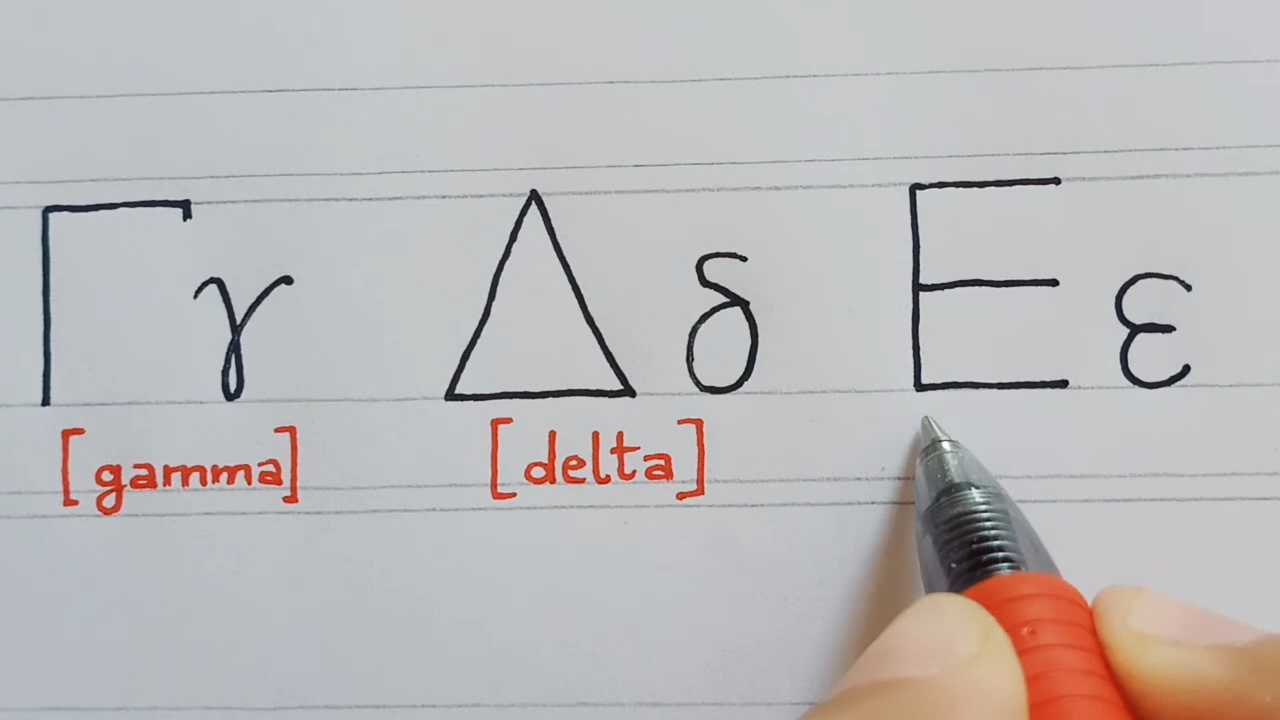 Γ γ Δ δ Ε ε
[gamma] [delta]